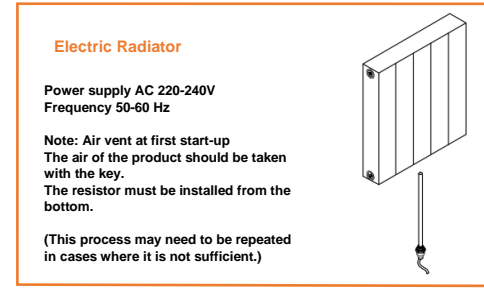 Electric Radiator
Power supply AC 220-240V
Frequency 50-60 Hz
Note: Air vent at first start-up
The air of the product should be taken
with the key.
The resistor must be installed from the
bottom.
(This process may need to be repeated
in cases where it is not sufficient.)